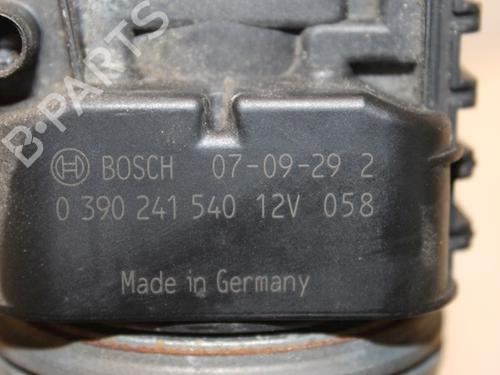 B-PARTS
BOSCH 07-09-29 2
0 390 241 540 12V 058
Made in Germany